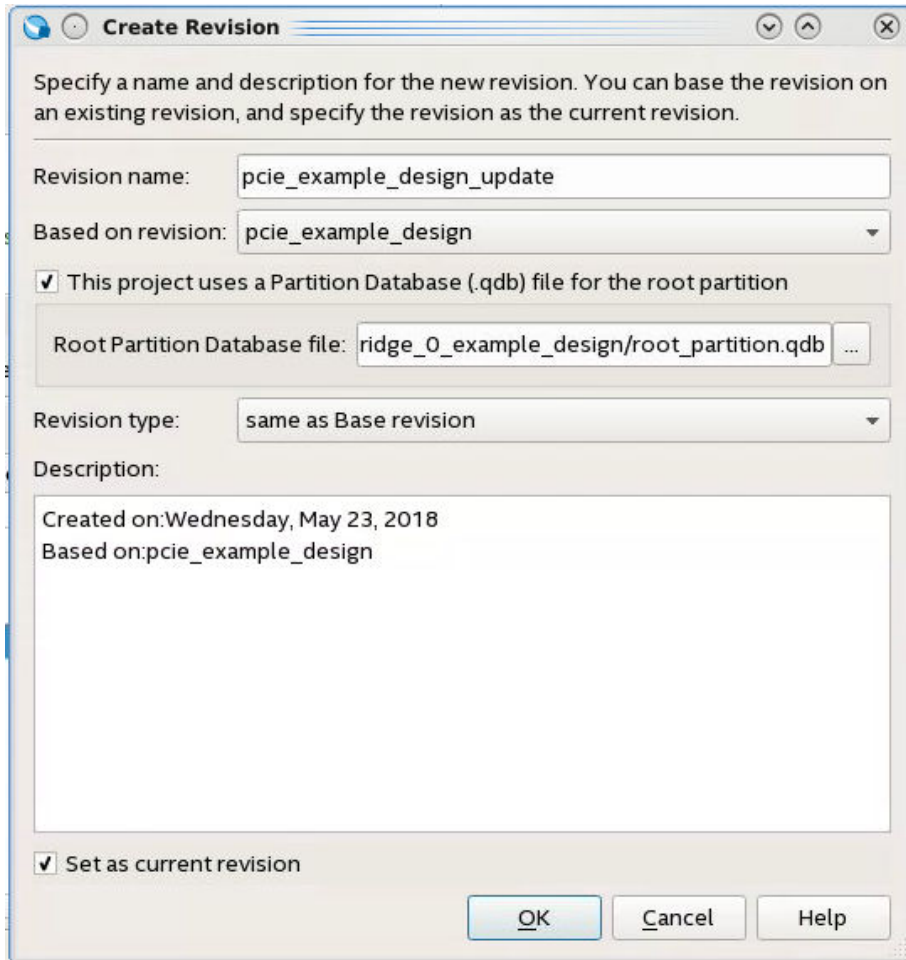 Create Revision
Specify a name and description for the new revision. You can base the revision on
an existing revision, and specify the revision as the current revision.
Revision name: pcie_example_design_update
Based on revision: pcie_example_design
This project uses a Partition Database (.qdb) file for the root partition
Root Partition Database file: ridge_0_example_design/root_partition.qdb ...
Revision type: same as Base revision
Description:
Created on:Wednesday, May 23, 2018
Based on:pcie_example_design
Set as current revision
OK Cancel Help